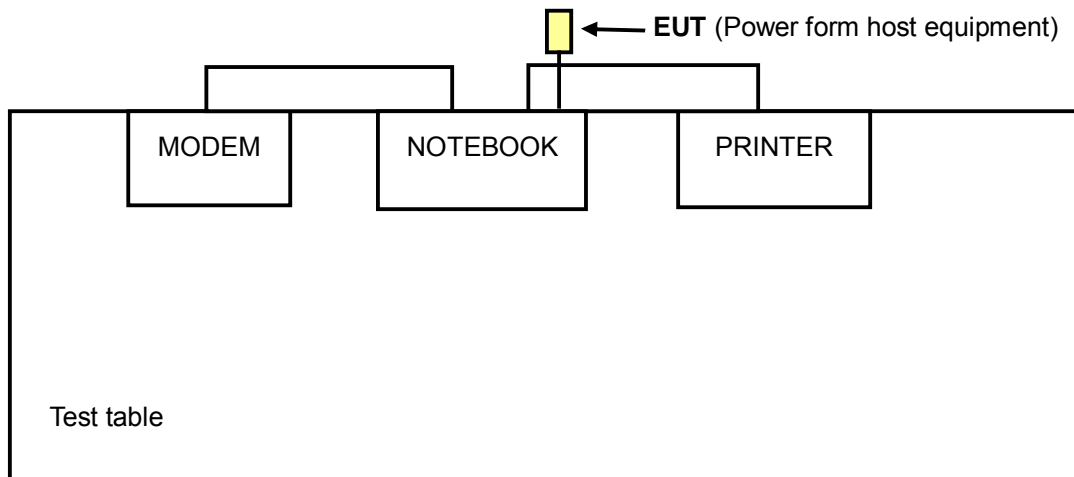 EUT (Power form host equipment)
MODEM
NOTEBOOK
PRINTER
Test table